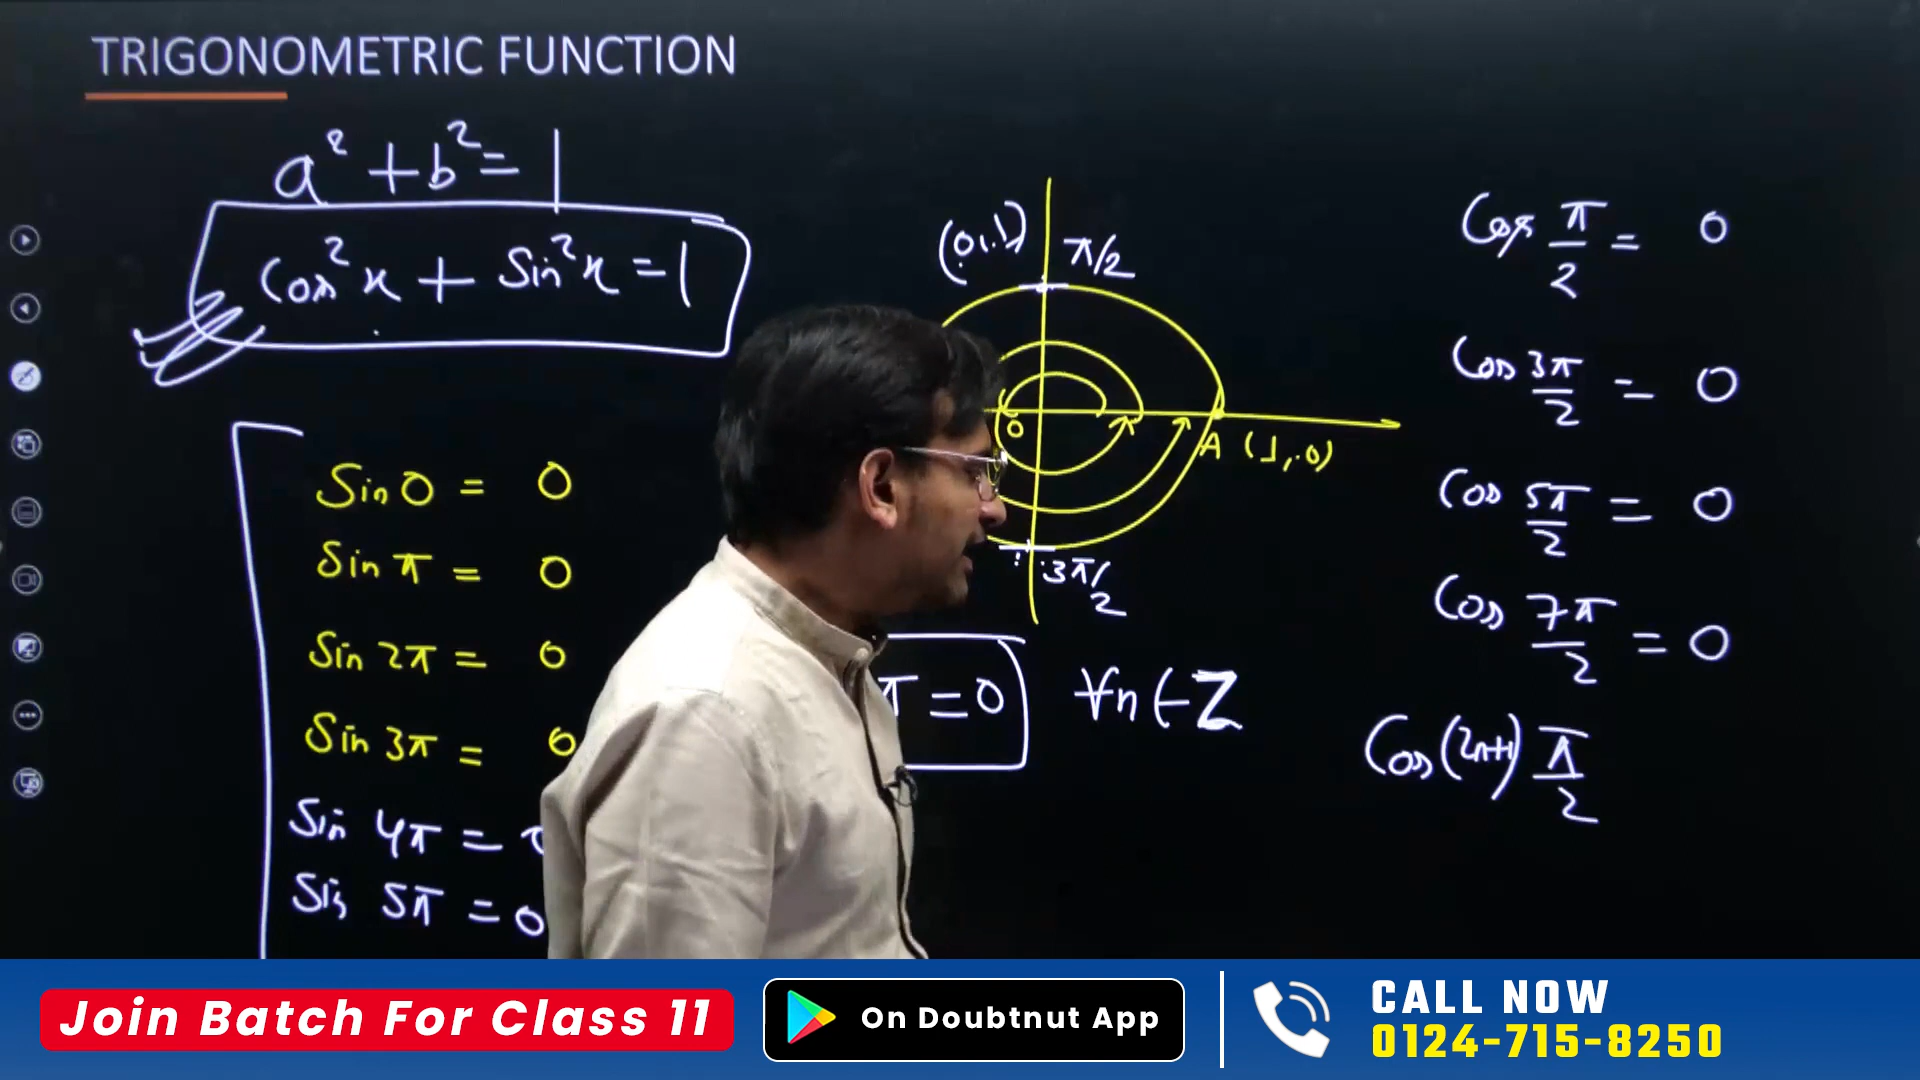 TRIGONOMETRIC FUNCTION
a² + b² = 1
Cos²x + Sin²x = 1
Sin 0 = 0
Sin π = 0
Sin 2π = 0
Sin 3π = 0
Sin 4π =
Sin 5π = 0
(0,1) π/2
0
A (1,0)
3π/2
π = 0 ∀n ∈ Z
Cos π/2 = 0
Cos 3π/2 = 0
Cos 5π/2 = 0
Cos 7π/2 = 0
Cos (2n+1) π/2
Join Batch For Class 11
On Doubtnut App
CALL NOW
0124-715-8250